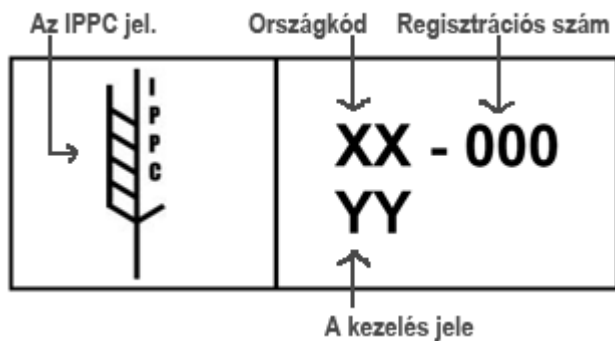 Az IPPC jel.
Országkód
Regisztrációs szám
IPPC
XX - 000
YY
A kezelés jele